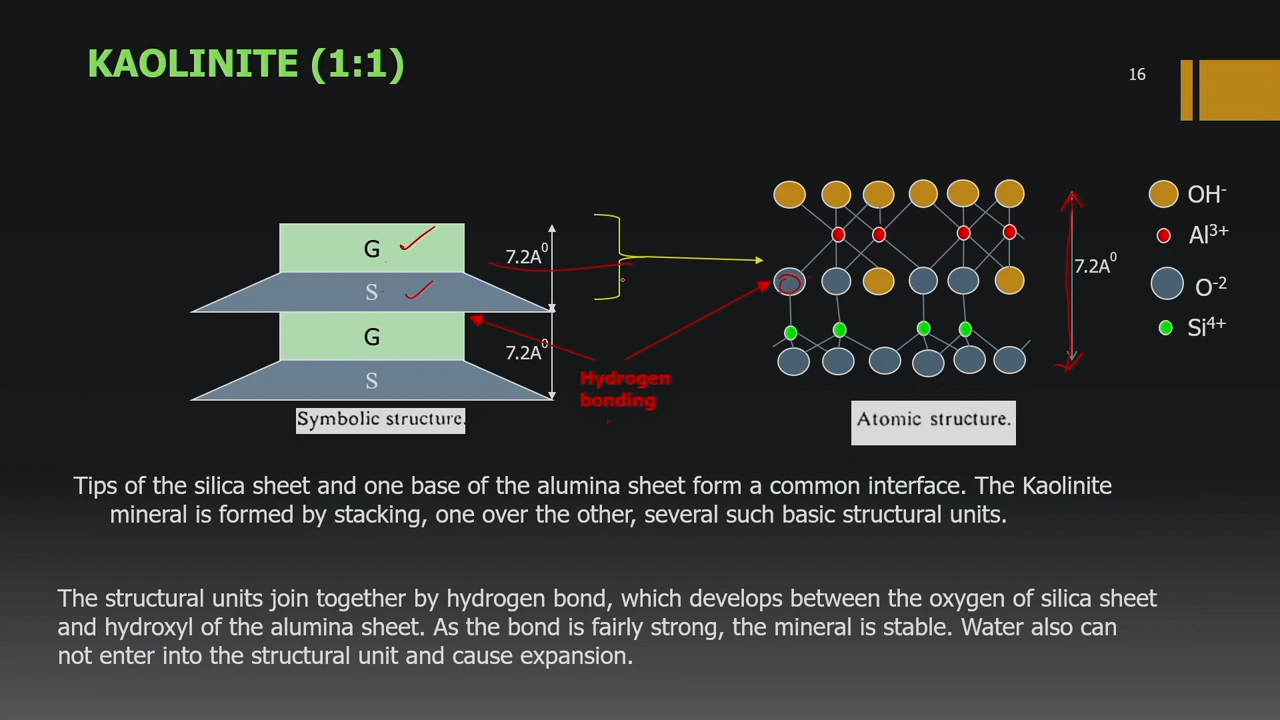 KAOLINITE (1:1)
16
G
S
G
S
7.2A⁰
7.2A⁰
Hydrogen
bonding
Symbolic structure.
7.2A⁰
Atomic structure.
OH⁻
Al³⁺
O⁻²
Si⁴⁺
Tips of the silica sheet and one base of the alumina sheet form a common interface. The Kaolinite
mineral is formed by stacking, one over the other, several such basic structural units.
The structural units join together by hydrogen bond, which develops between the oxygen of silica sheet
and hydroxyl of the alumina sheet. As the bond is fairly strong, the mineral is stable. Water also can
not enter into the structural unit and cause expansion.